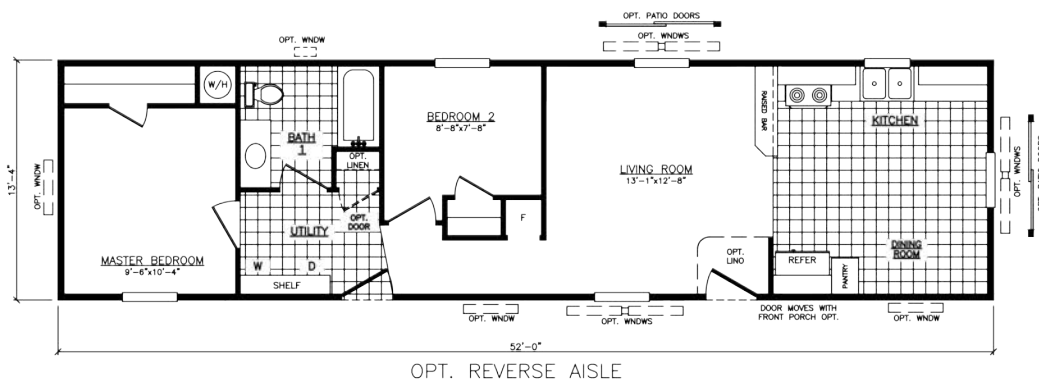 OPT. PATIO DOORS
OPT. WNDWS
OPT. WNDW
W/H
BATH
1
OPT.
LINEN
BEDROOM 2
8'-8"x7'-8"
RAISED BAR
KITCHEN
LIVING ROOM
13'-1"x12'-8"
OPT. WNDWS
OPT. WNDW
13'-4"
MASTER BEDROOM
9'-6"x10'-4"
UTILITY
OPT.
DOOR
W
D
SHELF
F
OPT.
LINO
REFER
PANTRY
DINING
ROOM
OPT. WNDW
OPT. WNDWS
DOOR MOVES WITH
FRONT PORCH OPT.
OPT. WNDW
52'-0"
OPT. REVERSE AISLE